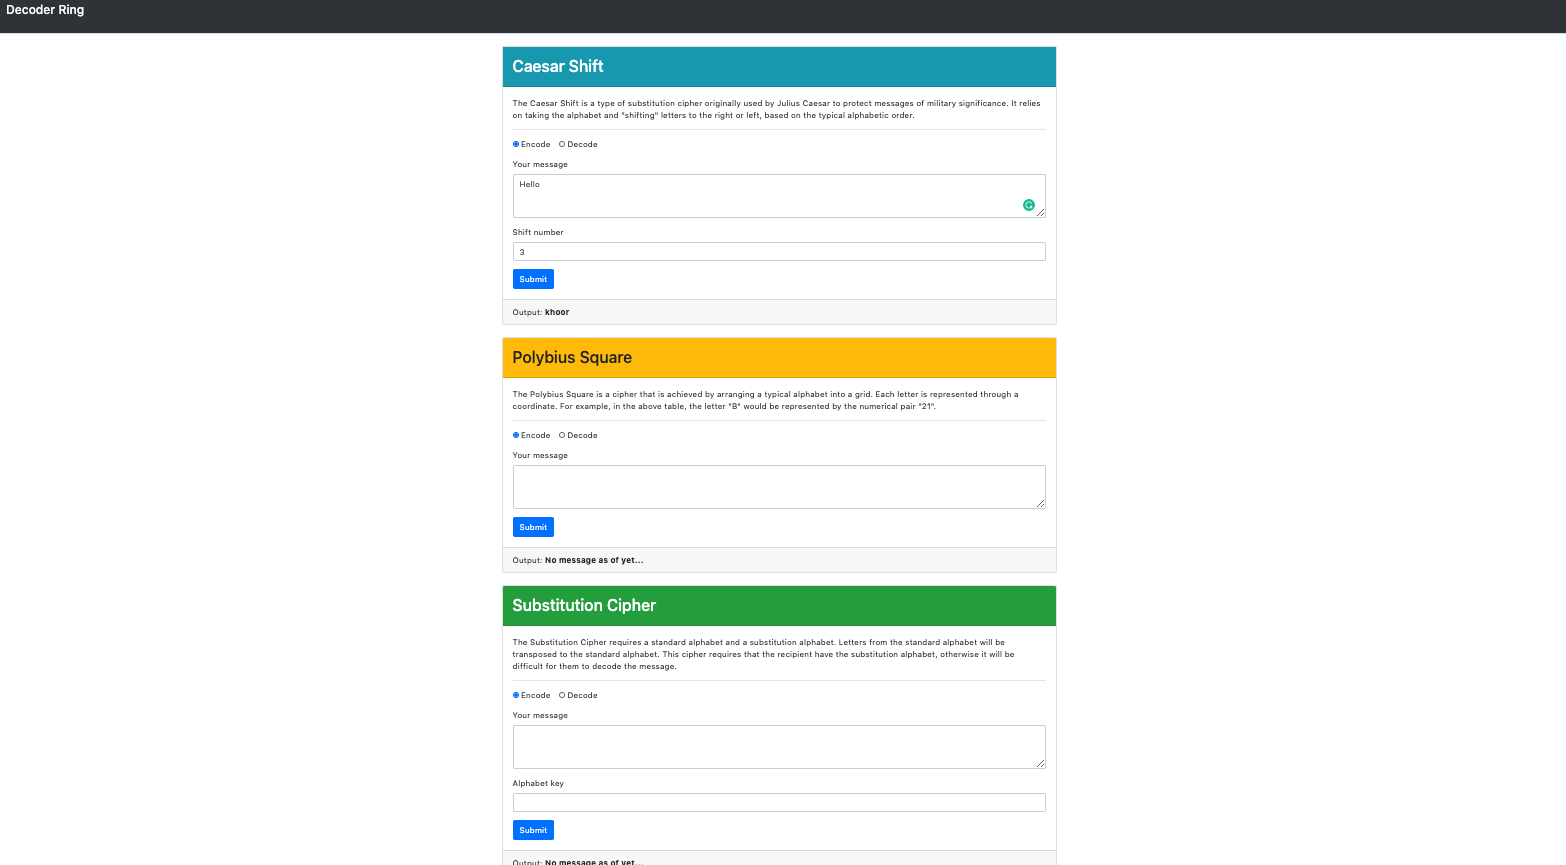 Decoder Ring
Caesar Shift
The Caesar Shift is a type of substitution cipher originally used by Julius Caesar to protect messages of military significance. It relies
on taking the alphabet and "shifting" letters to the right or left, based on the typical alphabetic order.
Encode Decode
Your message
Hello
Shift number
3
Submit
Output: khoor
Polybius Square
The Polybius Square is a cipher that is achieved by arranging a typical alphabet into a grid. Each letter is represented through a
coordinate. For example, in the above table, the letter "B" would be represented by the numerical pair "21".
Encode Decode
Your message
Submit
Output: No message as of yet...
Substitution Cipher
The Substitution Cipher requires a standard alphabet and a substitution alphabet. Letters from the standard alphabet will be
transposed to the standard alphabet. This cipher requires that the recipient have the substitution alphabet, otherwise it will be
difficult for them to decode the message.
Encode Decode
Your message
Alphabet key
Submit
Output: No message as of yet...